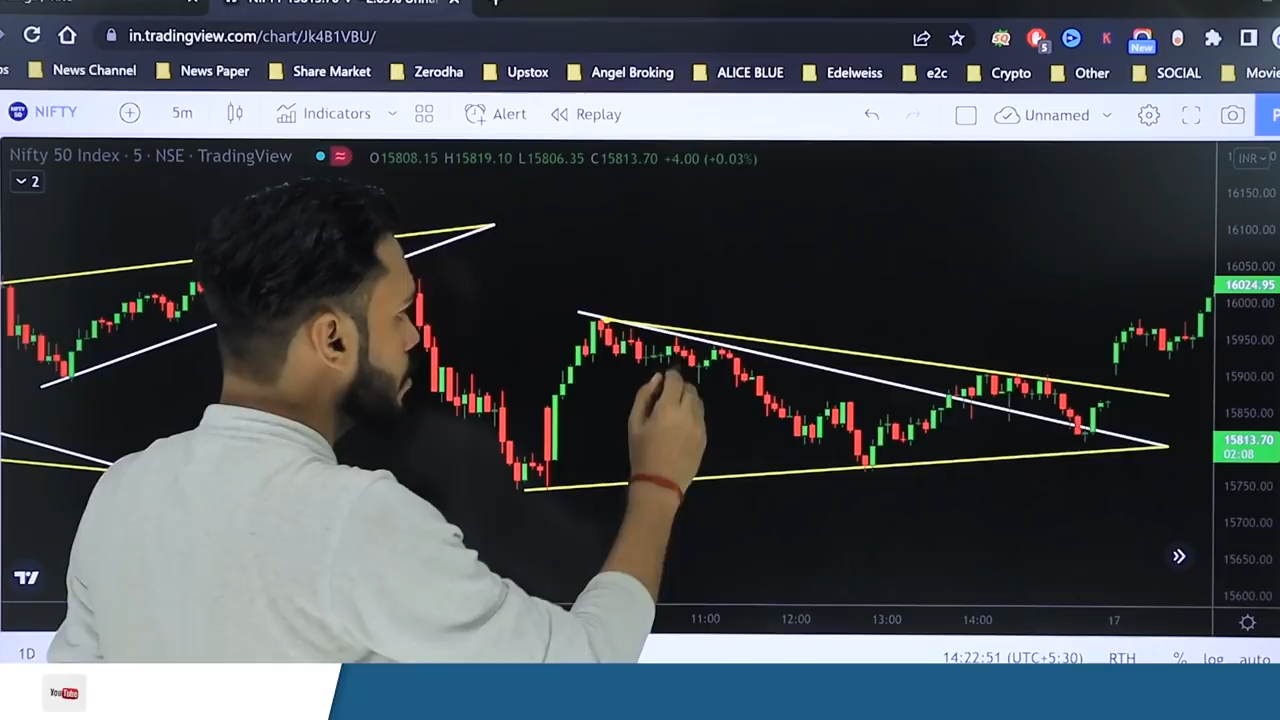 in.tradingview.com/chart/Jk4B1VBU/
New
News Channel News Paper Share Market Zerodha Upstox Angel Broking ALICE BLUE Edelweiss e2c Crypto Other SOCIAL Movie
NIFTY 5m Indicators Alert Replay Unnamed
Nifty 50 Index · 5 · NSE · TradingView O15808.15 H15819.10 L15806.35 C15813.70 +4.00 (+0.03%)
INR
2
16150.00
16100.00
16050.00
16024.95
16000.00
15950.00
15900.00
15850.00
15813.70
02:08
15750.00
15700.00
15650.00
15600.00
11:00 12:00 13:00 14:00 17
1D 14:22:51 (UTC+5:30) RTH % log auto
YouTube